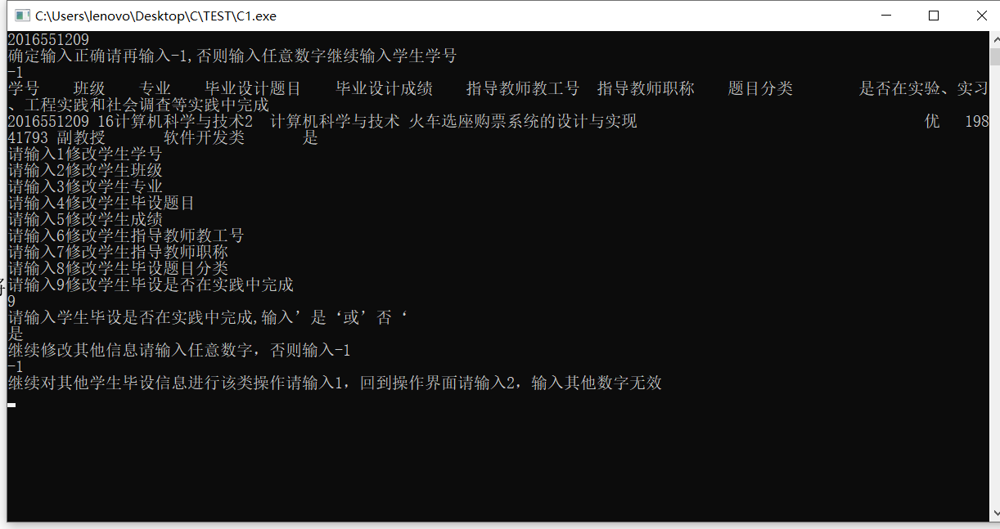 C:\Users\lenovo\Desktop\C\TEST\C1.exe
2016551209
确定输入正确请再输入-1,否则输入任意数字继续输入学生学号
-1
学号 班级 专业 毕业设计题目 毕业设计成绩 指导教师教工号 指导教师职称 题目分类 是否在实验、实习
、工程实践和社会调查等实践中完成
2016551209 16计算机科学与技术2 计算机科学与技术 火车选座购票系统的设计与实现 优 198
41793 副教授 软件开发类 是
请输入1修改学生学号
请输入2修改学生班级
请输入3修改学生专业
请输入4修改学生毕设题目
请输入5修改学生成绩
请输入6修改学生指导教师教工号
请输入7修改学生指导教师职称
请输入8修改学生毕设题目分类
请输入9修改学生毕设是否在实践中完成
9
请输入学生毕设是否在实践中完成,输入’是‘或’否‘
是
继续修改其他信息请输入任意数字，否则输入-1
-1
继续对其他学生毕设信息进行该类操作请输入1，回到操作界面请输入2，输入其他数字无效